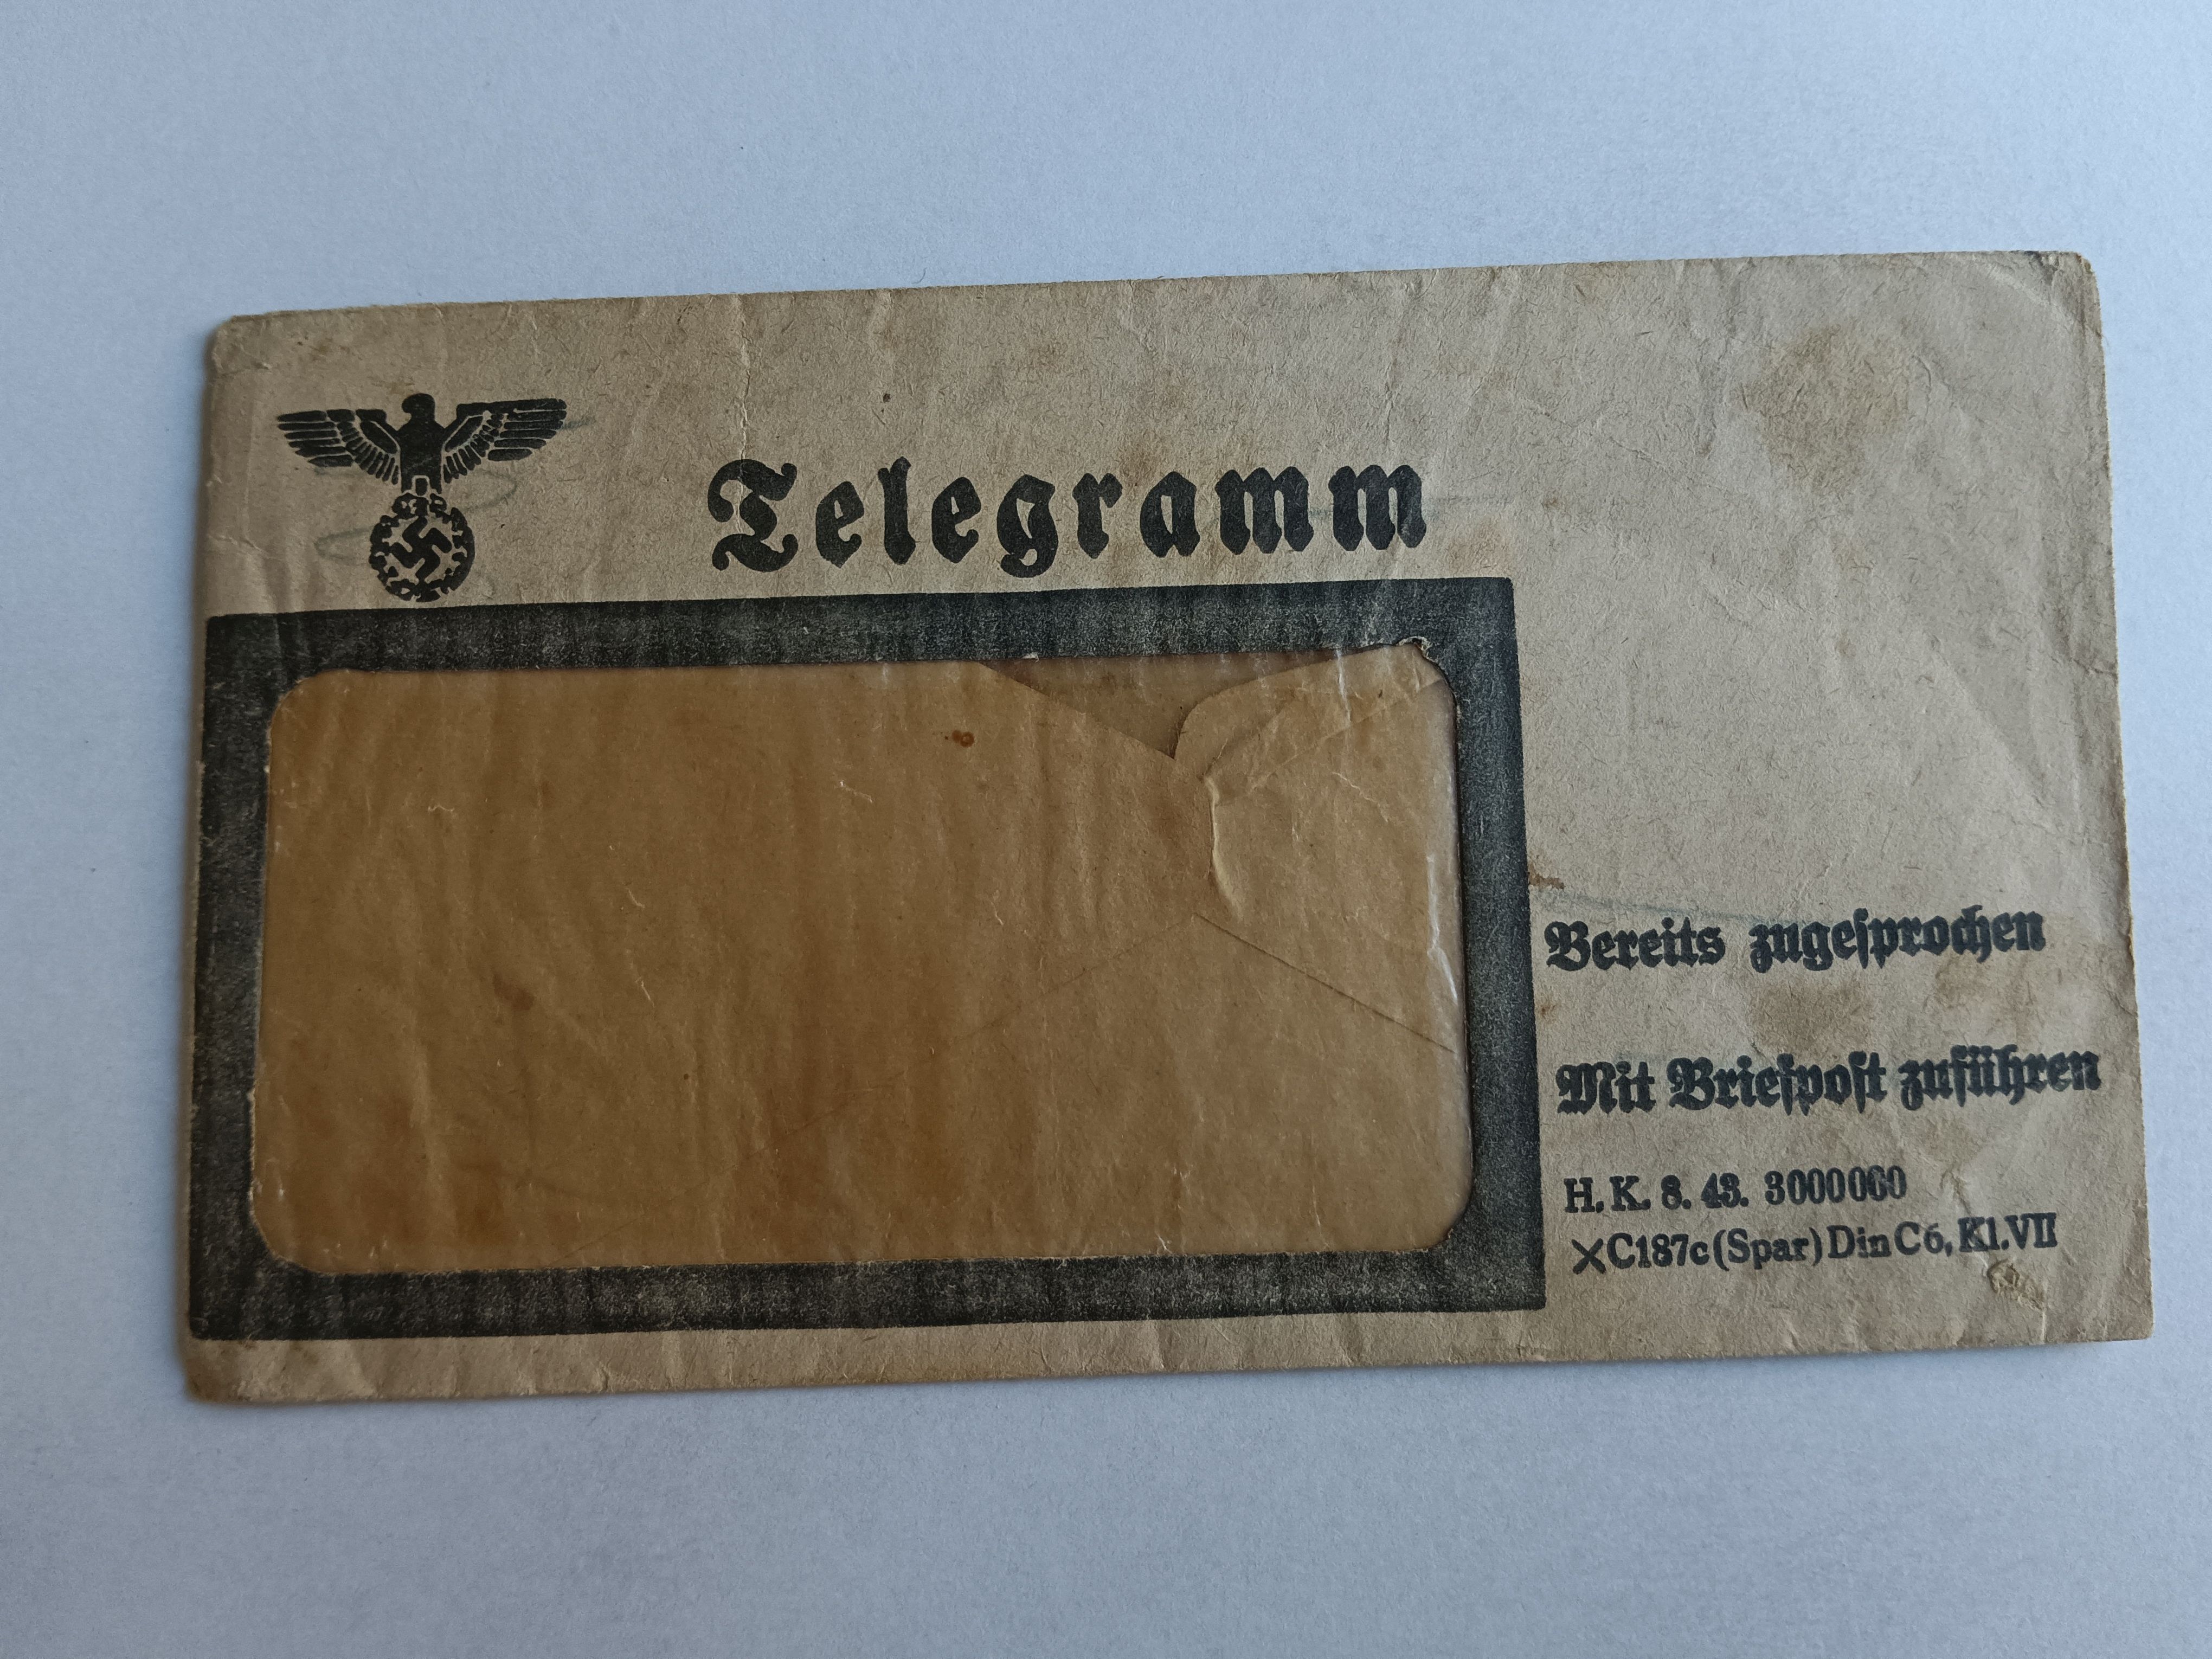 Telegramm
Bereits zugesprochen
Mit Briefpost zuführen
H. K. 8. 43. 3000000
×C187c (Spar) Din C6, Kl. VII